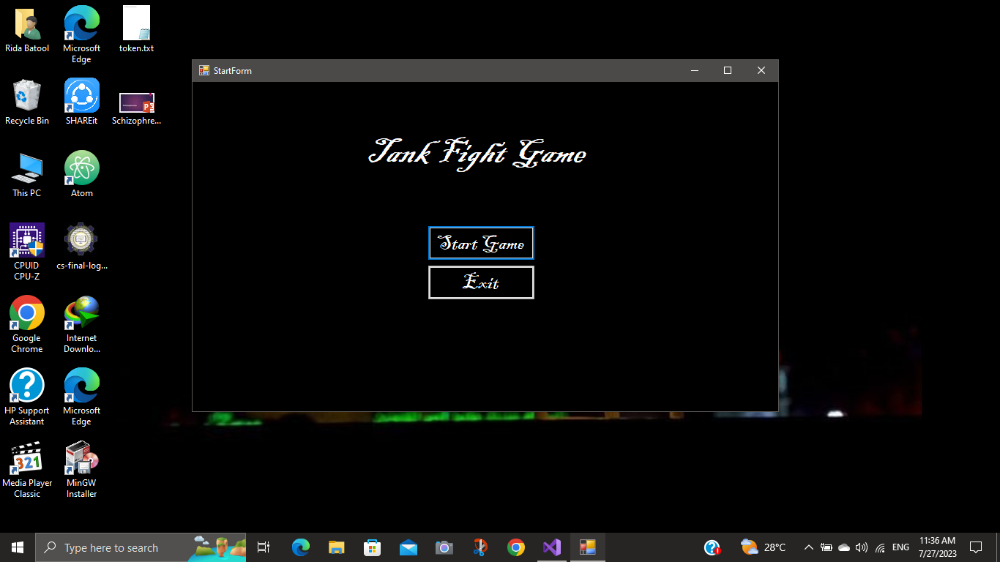 Rida Batool
Microsoft
Edge
token.txt
Recycle Bin
SHAREit
Schizophre...
This PC
Atom
CPUID
CPU-Z
cs-final-log...
Google
Chrome
Internet
Downlo...
HP Support
Assistant
Microsoft
Edge
321
Media Player
Classic
MinGW
Installer
StartForm
Tank Fight Game
Start Game
Exit
Type here to search
28°C
ENG
11:36 AM
7/27/2023